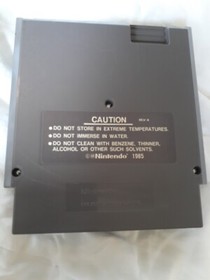 CAUTION
• DO NOT STORE IN EXTREME TEMPERATURES.
• DO NOT IMMERSE IN WATER.
• DO NOT CLEAN WITH BENZENE, THINNER,
ALCOHOL OR OTHER SUCH SOLVENTS.
Nintendo 1985